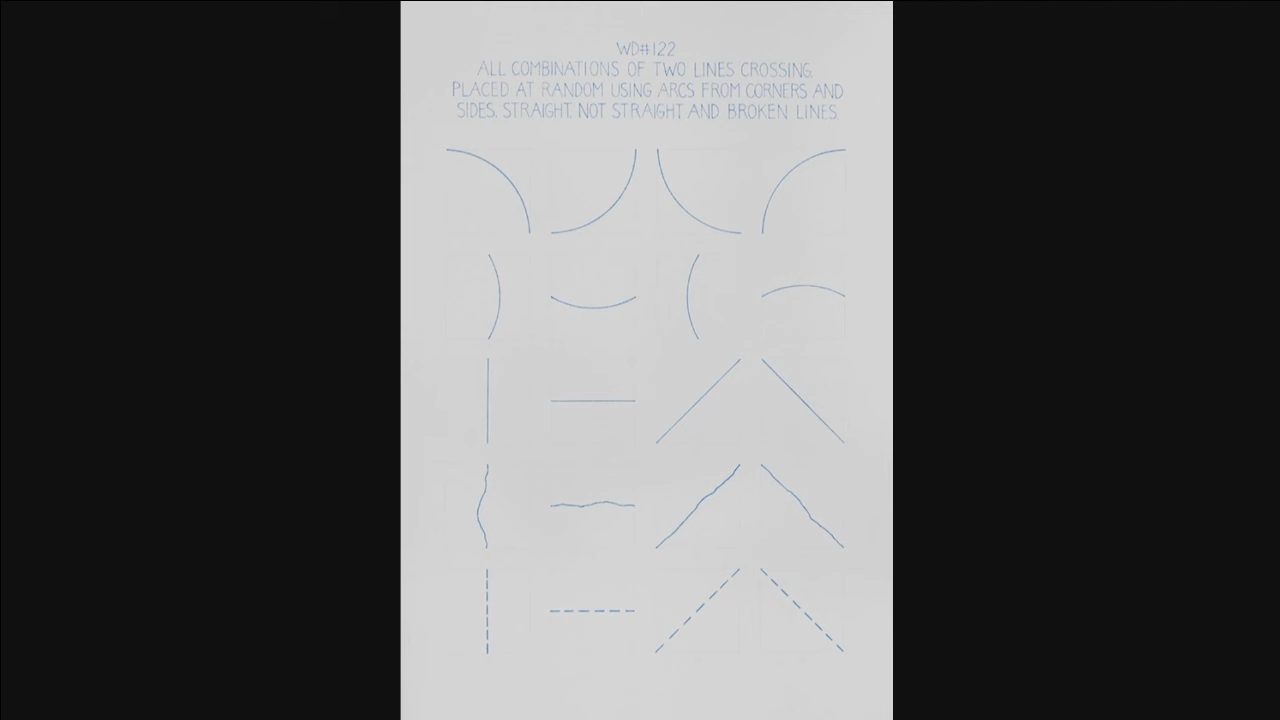 WD#122
ALL COMBINATIONS OF TWO LINES CROSSING,
PLACED AT RANDOM USING ARCS FROM CORNERS AND
SIDES, STRAIGHT, NOT STRAIGHT AND BROKEN LINES.